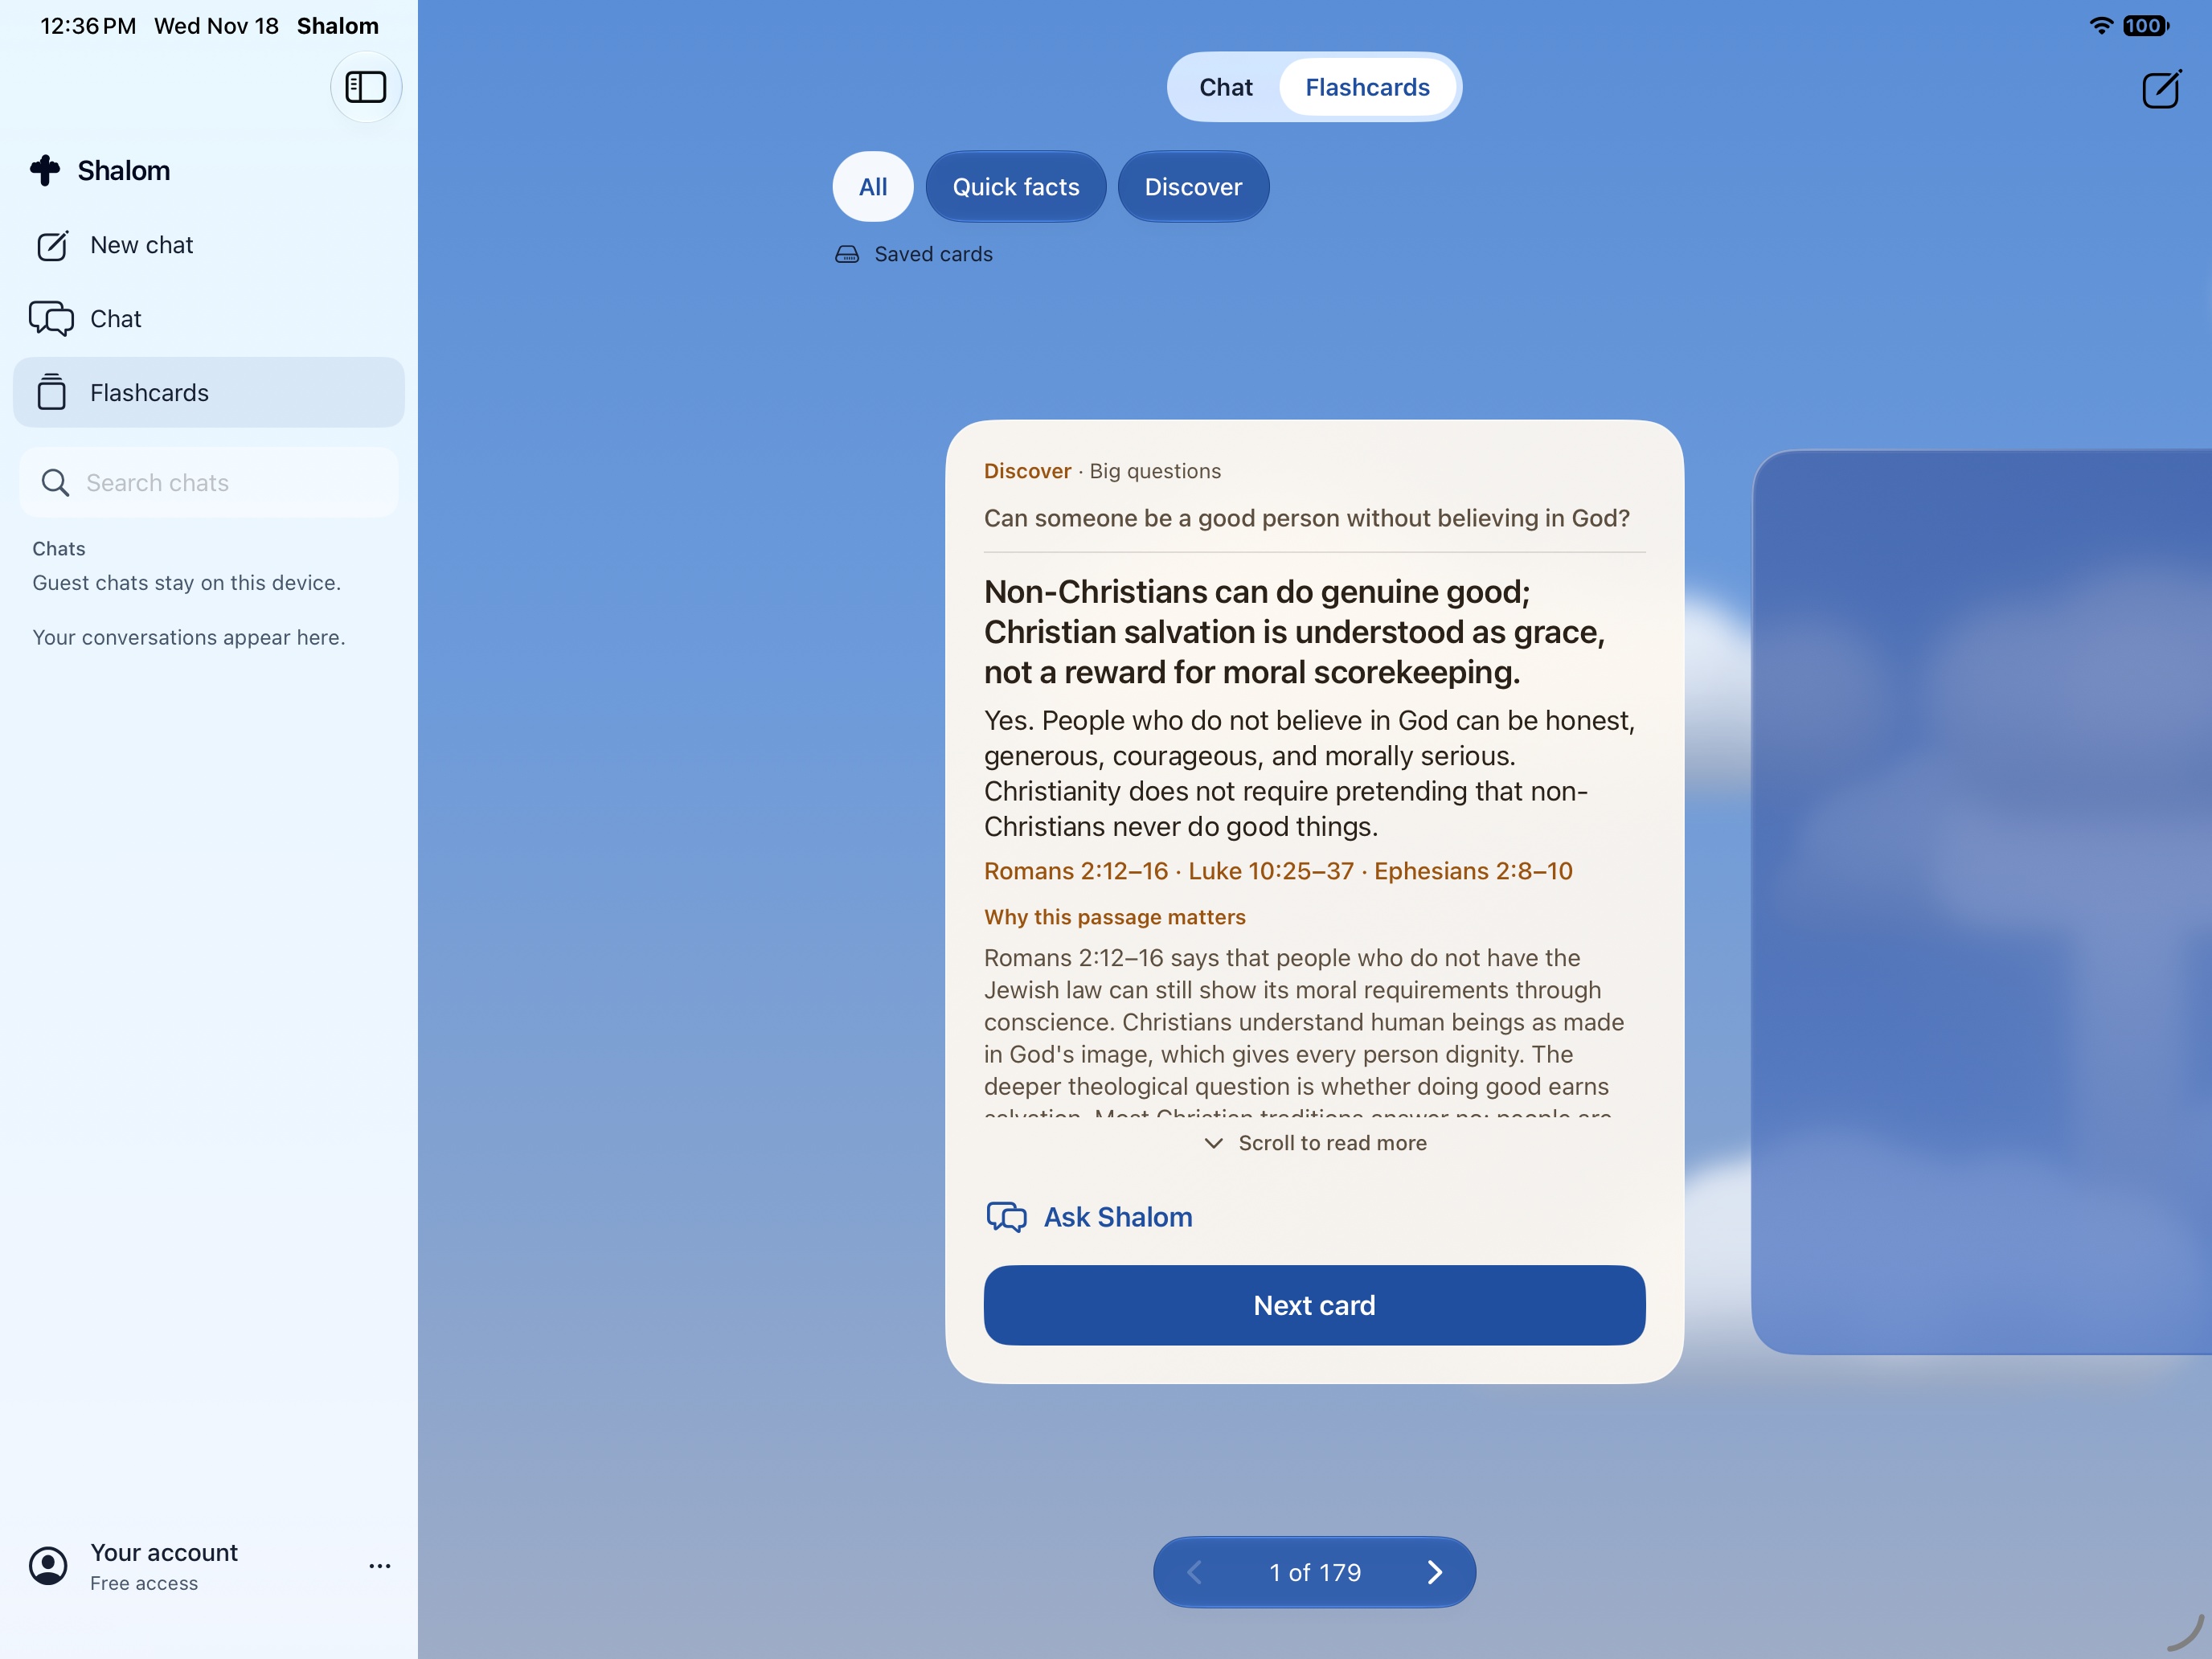 12:36 PM Wed Nov 18 Shalom
100
Chat Flashcards
Shalom
New chat
Chat
Flashcards
Search chats
Chats
Guest chats stay on this device.
Your conversations appear here.
Your account
Free access
All Quick facts Discover
Saved cards
Discover · Big questions
Can someone be a good person without believing in God?
Non-Christians can do genuine good;
Christian salvation is understood as grace,
not a reward for moral scorekeeping.
Yes. People who do not believe in God can be honest,
generous, courageous, and morally serious.
Christianity does not require pretending that non-
Christians never do good things.
Romans 2:12–16 · Luke 10:25–37 · Ephesians 2:8–10
Why this passage matters
Romans 2:12–16 says that people who do not have the
Jewish law can still show its moral requirements through
conscience. Christians understand human beings as made
in God's image, which gives every person dignity. The
deeper theological question is whether doing good earns
salvation. Most Christian traditions answer no: people are
Scroll to read more
Ask Shalom
Next card
1 of 179